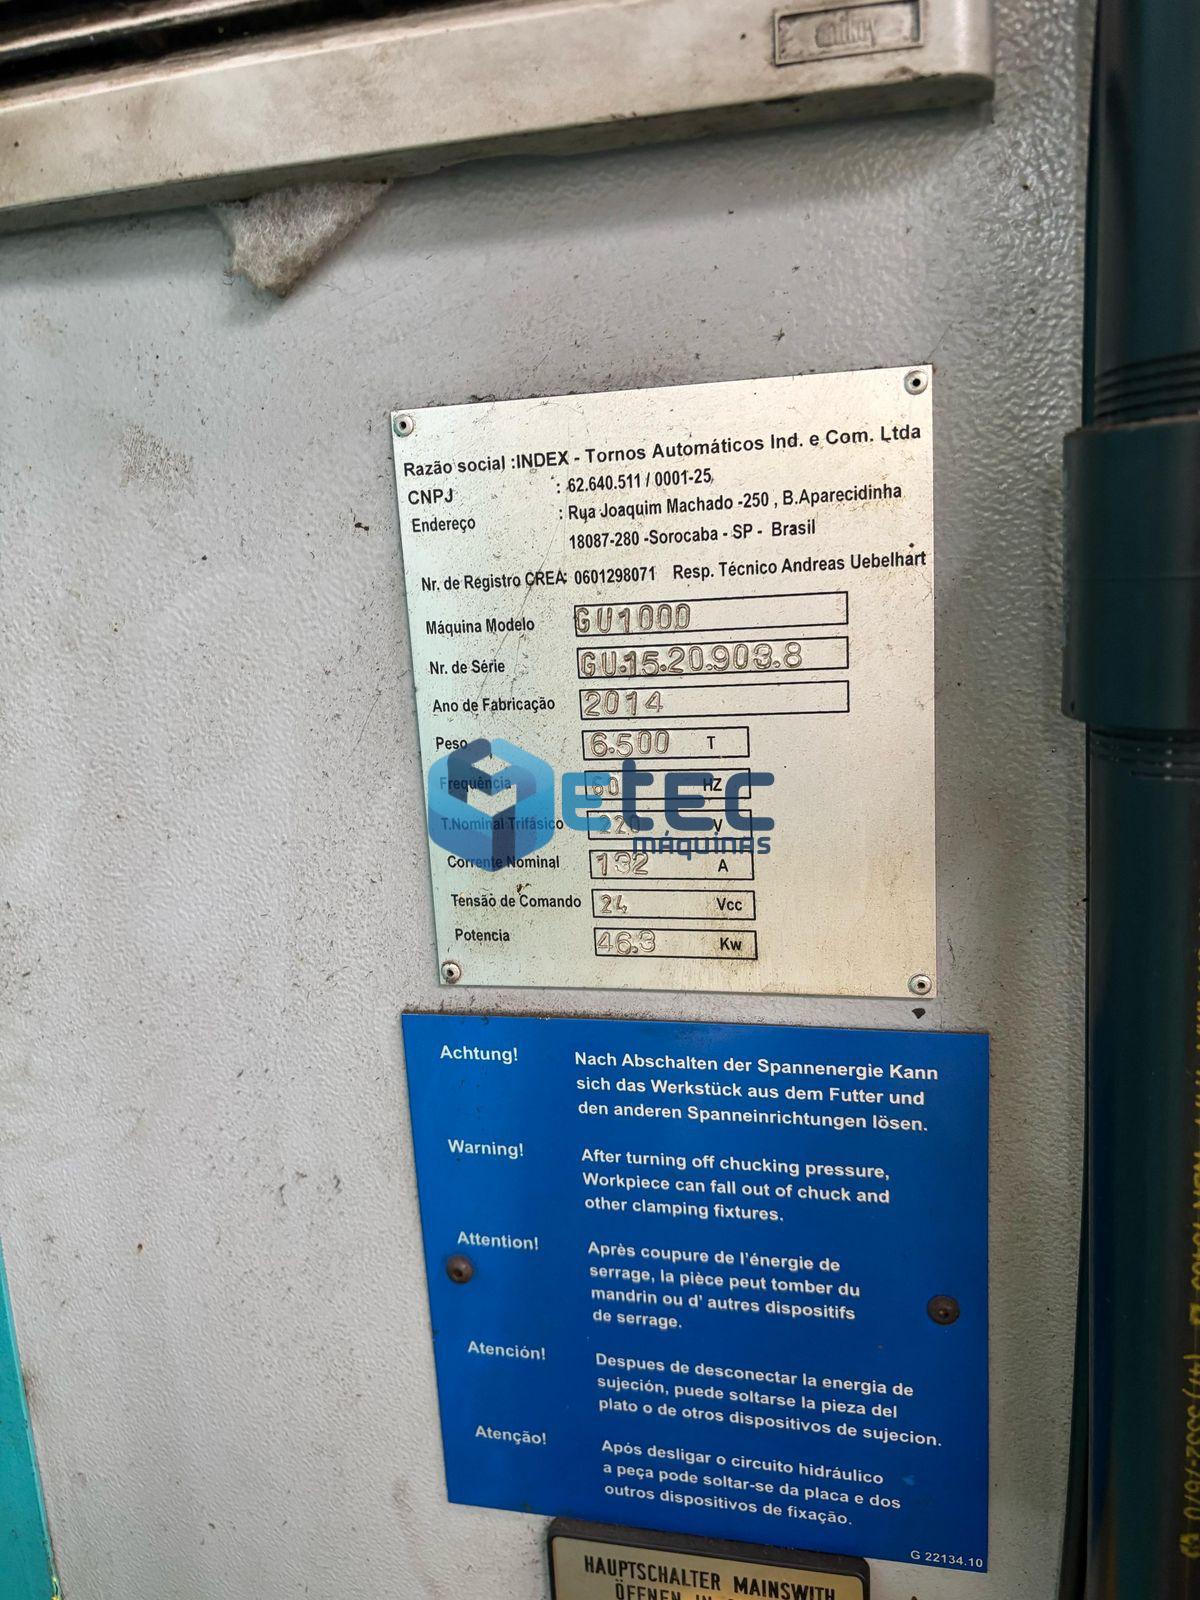 Razão social :INDEX - Tornos Automáticos Ind. e Com. Ltda
CNPJ : 62.640.511 / 0001-25
Endereço : Rua Joaquim Machado -250 , B.Aparecidinha
18087-280 -Sorocaba - SP - Brasil
Nr. de Registro CREA: 0601298071 Resp. Técnico Andreas Uebelhart
Máquina Modelo GU1000
Nr. de Série GU.15.20.903.8
Ano de Fabricação 2014
Peso 6.500 T
Frequência 60 HZ
T.Nominal Trifásico 220 V
Corrente Nominal 132 A
Tensão de Comando 24 Vcc
Potencia 46.3 Kw
etec
máquinas
Achtung! Nach Abschalten der Spannenergie Kann
sich das Werkstück aus dem Futter und
den anderen Spanneinrichtungen lösen.
Warning! After turning off chucking pressure,
Workpiece can fall out of chuck and
other clamping fixtures.
Attention! Après coupure de l'énergie de
serrage, la pièce peut tomber du
mandrin ou d' autres dispositifs
de serrage.
Atención! Despues de desconectar la energia de
sujeción, puede soltarse la pieza del
plato o de otros dispositivos de sujecion.
Atenção! Após desligar o circuito hidráulico
a peça pode soltar-se da placa e dos
outros dispositivos de fixação.
G 22134.10
HAUPTSCHALTER MAINSWITH
ÖFFNEN IN